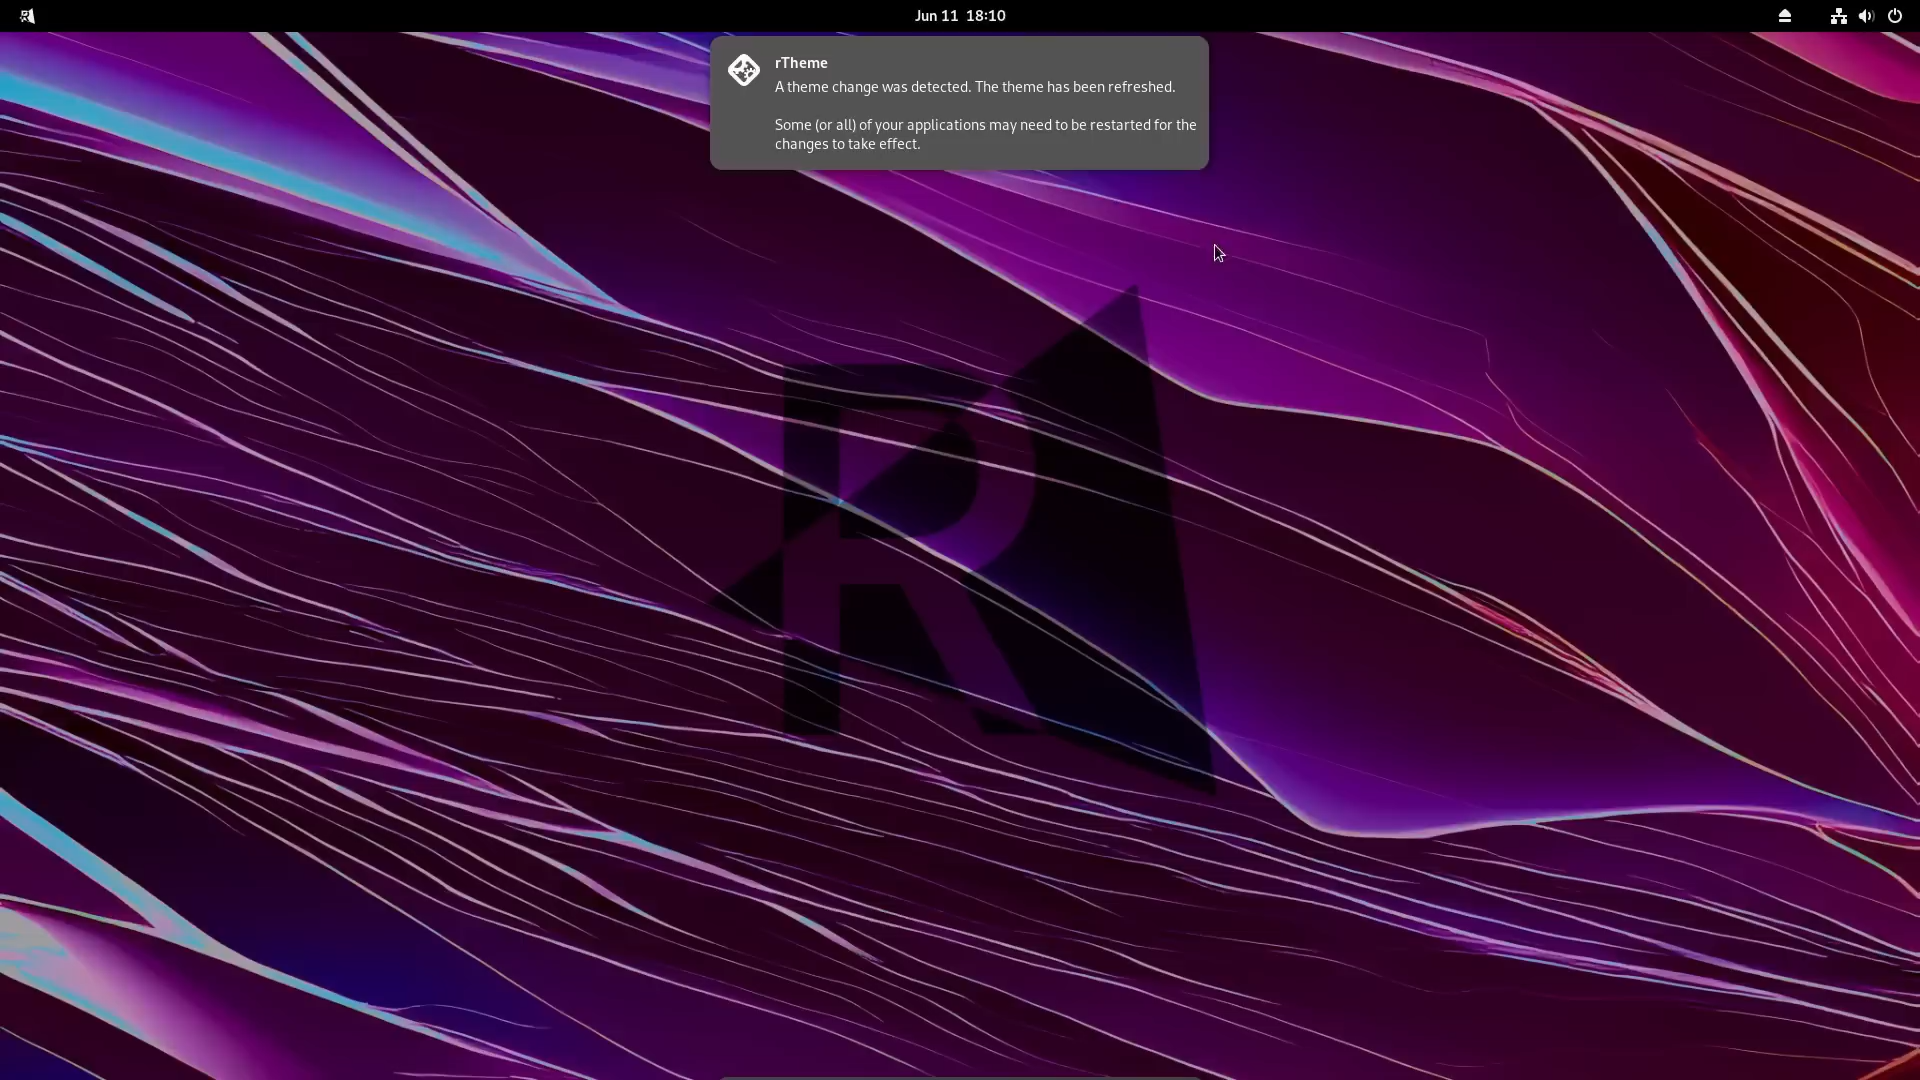 Jun 11 18:10
rTheme
A theme change was detected. The theme has been refreshed.
Some (or all) of your applications may need to be restarted for the
changes to take effect.
R